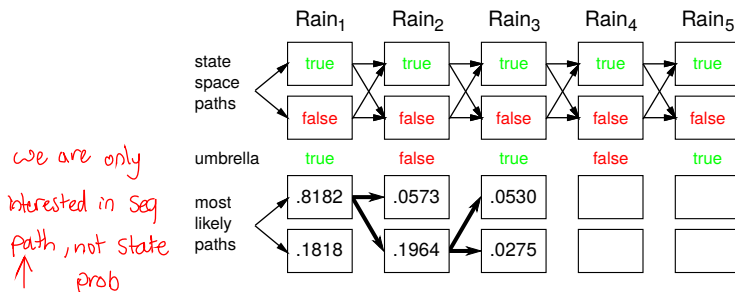 Rain1 Rain2 Rain3 Rain4 Rain5
state
space
paths
true true true true true
false false false false false
umbrella true false true false true
most
likely
paths
.8182 .0573 .0530
.1818 .1964 .0275
we are only
interested in seq
path, not state
prob